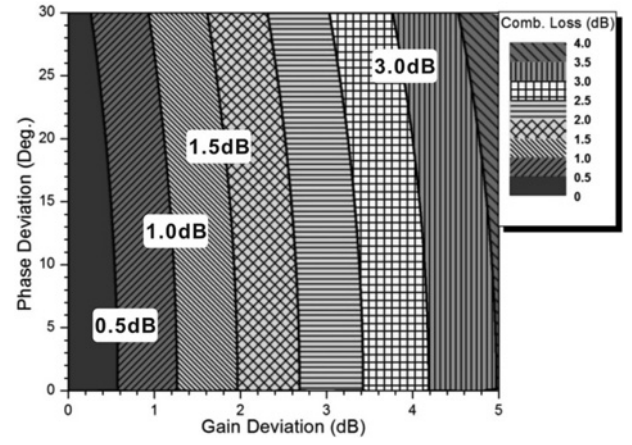 Comb. Loss (dB)
4.0
3.5
3.0
2.5
2.0
1.5
1.0
0.5
0
30
25
20
15
10
5
0
Phase Deviation (Deg.)
3.0dB
1.5dB
1.0dB
0.5dB
0 1 2 3 4 5
Gain Deviation (dB)